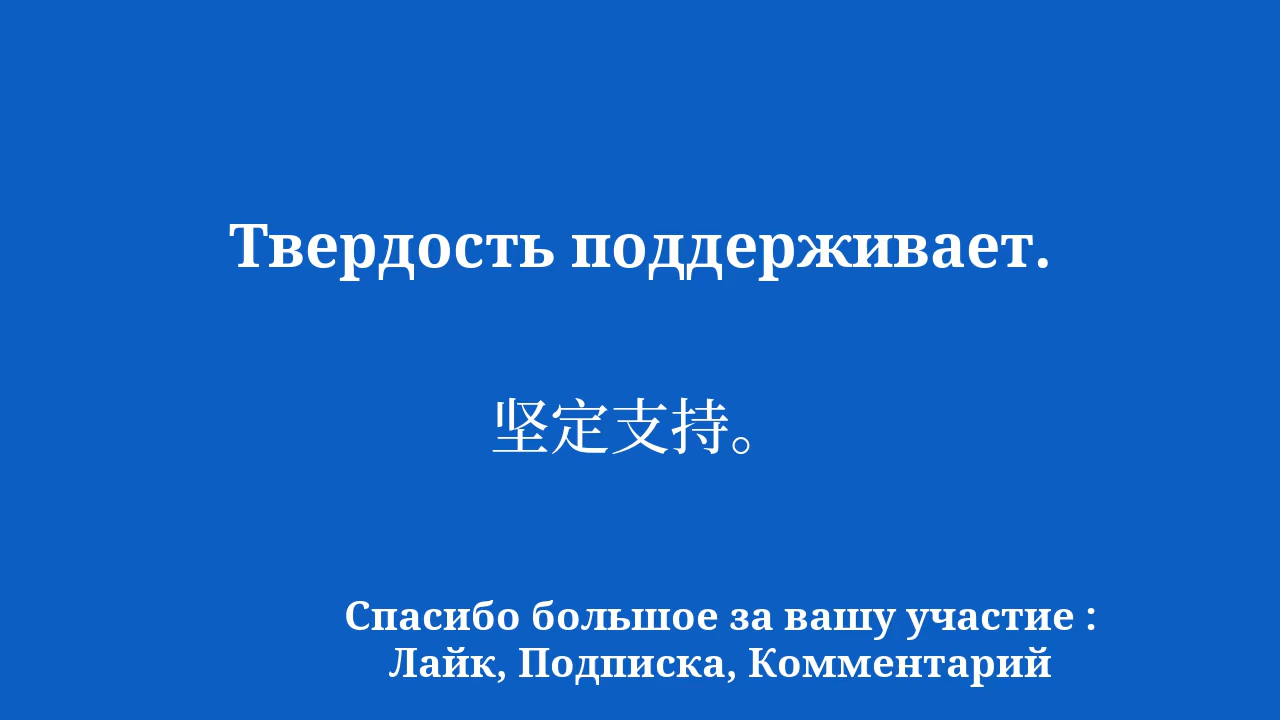 Твердость поддерживает.
坚定支持。
Спасибо большое за вашу участие :
Лайк, Подписка, Комментарий